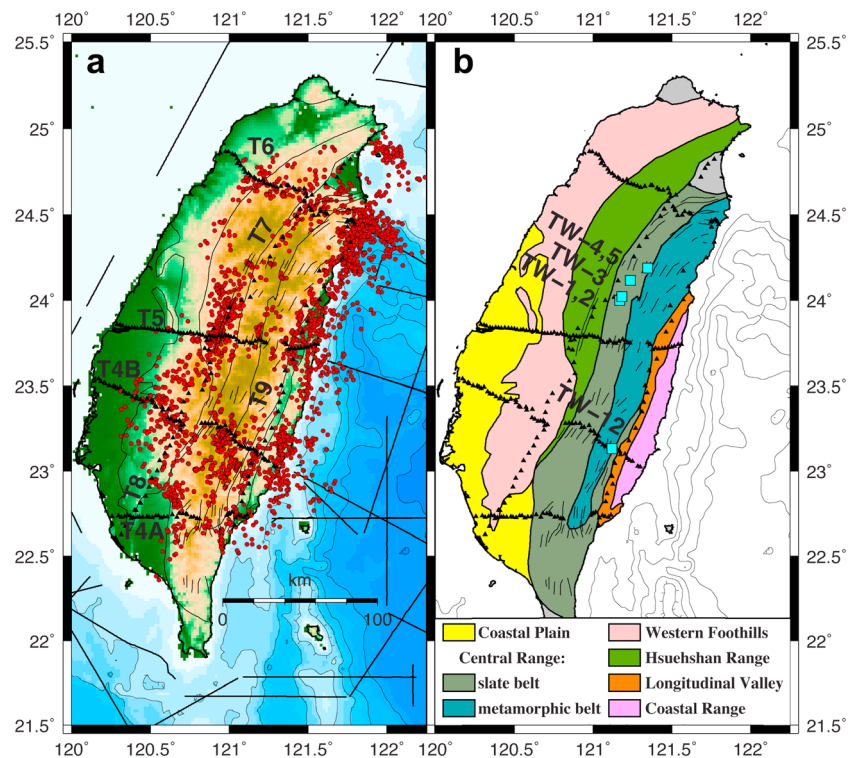 120˚ 120.5˚ 121˚ 121.5˚ 122˚ 120˚ 120.5˚ 121˚ 121.5˚ 122˚
25.5˚ 25.5˚
a b
25˚ 25˚
T6
24.5˚ 24.5˚
T7
TW-4,5
TW-3
TW-1,2
24˚ 24˚
T5
T4B
23.5˚ 23.5˚
T9
TW-12
23˚ 23˚
T8
T4A
22.5˚ 22.5˚
km
0 100
22˚ 22˚
Coastal Plain Western Foothills
Central Range: Hsuehshan Range
slate belt Longitudinal Valley
metamorphic belt Coastal Range
21.5˚ 21.5˚
120˚ 120.5˚ 121˚ 121.5˚ 122˚ 120˚ 120.5˚ 121˚ 121.5˚ 122˚